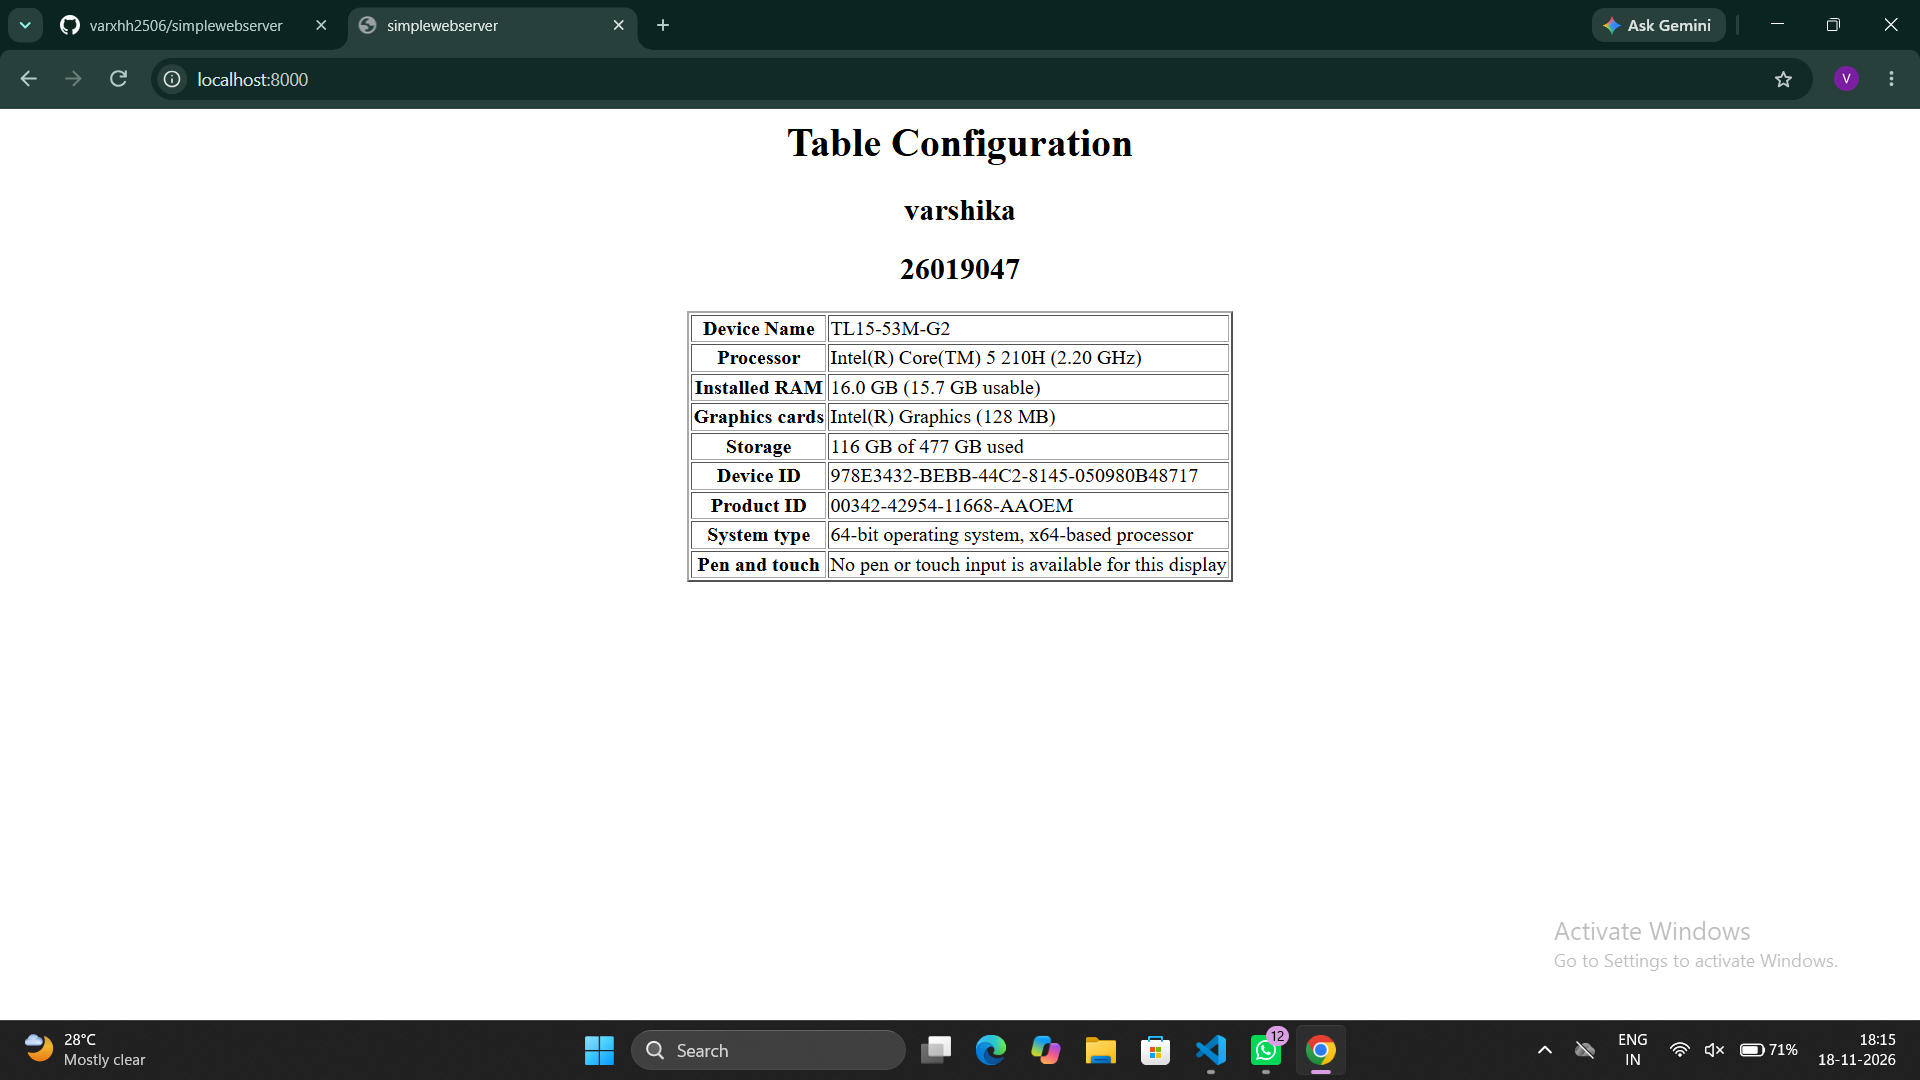 varxhh2506/simplewebserver
simplewebserver
Ask Gemini
localhost:8000
V
Table Configuration
varshika
26019047
Device Name TL15-53M-G2
Processor Intel(R) Core(TM) 5 210H (2.20 GHz)
Installed RAM 16.0 GB (15.7 GB usable)
Graphics cards Intel(R) Graphics (128 MB)
Storage 116 GB of 477 GB used
Device ID 978E3432-BEBB-44C2-8145-050980B48717
Product ID 00342-42954-11668-AAOEM
System type 64-bit operating system, x64-based processor
Pen and touch No pen or touch input is available for this display
Activate Windows
Go to Settings to activate Windows.
28°C
Mostly clear
Search
12
ENG
IN
71%
18:15
18-11-2026